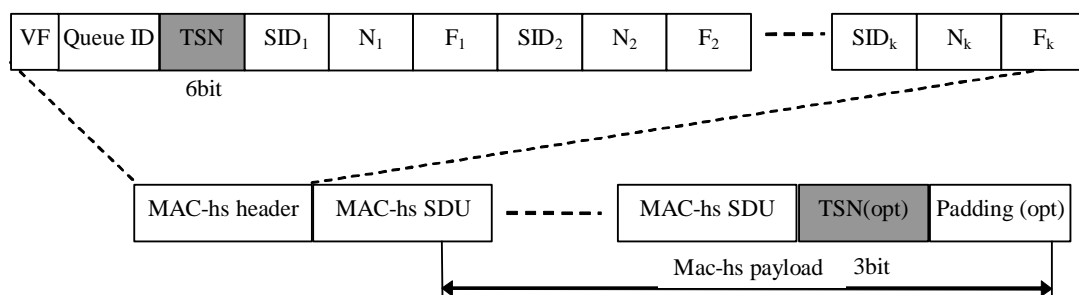 VF Queue ID TSN SID₁ N₁ F₁ SID₂ N₂ F₂ SIDₖ Nₖ Fₖ
6bit
MAC-hs header MAC-hs SDU MAC-hs SDU TSN(opt) Padding (opt)
Mac-hs payload 3bit